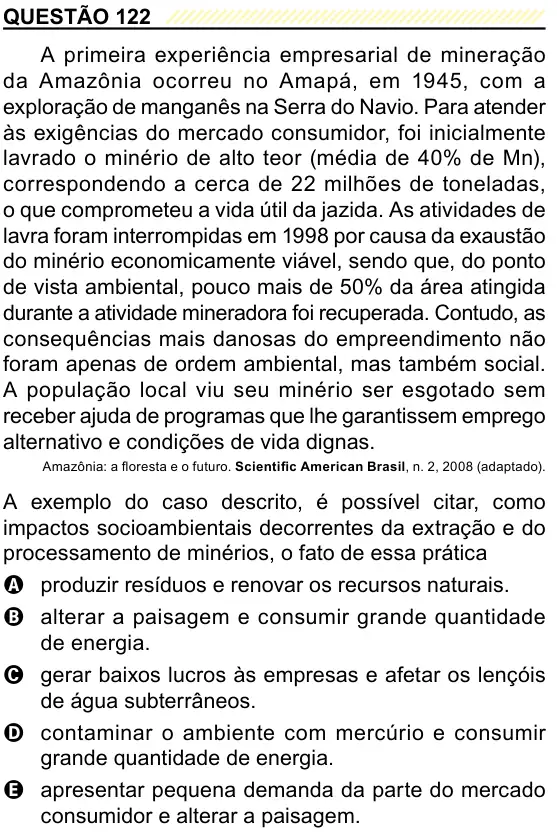 QUESTÃO 122
A primeira experiência empresarial de mineração
da Amazônia ocorreu no Amapá, em 1945, com a
exploração de manganês na Serra do Navio. Para atender
às exigências do mercado consumidor, foi inicialmente
lavrado o minério de alto teor (média de 40% de Mn),
correspondendo a cerca de 22 milhões de toneladas,
o que comprometeu a vida útil da jazida. As atividades de
lavra foram interrompidas em 1998 por causa da exaustão
do minério economicamente viável, sendo que, do ponto
de vista ambiental, pouco mais de 50% da área atingida
durante a atividade mineradora foi recuperada. Contudo, as
consequências mais danosas do empreendimento não
foram apenas de ordem ambiental, mas também social.
A população local viu seu minério ser esgotado sem
receber ajuda de programas que lhe garantissem emprego
alternativo e condições de vida dignas.
Amazônia: a floresta e o futuro. Scientific American Brasil, n. 2, 2008 (adaptado).
A exemplo do caso descrito, é possível citar, como
impactos socioambientais decorrentes da extração e do
processamento de minérios, o fato de essa prática
A produzir resíduos e renovar os recursos naturais.
B alterar a paisagem e consumir grande quantidade
de energia.
C gerar baixos lucros às empresas e afetar os lençóis
de água subterrâneos.
D contaminar o ambiente com mercúrio e consumir
grande quantidade de energia.
E apresentar pequena demanda da parte do mercado
consumidor e alterar a paisagem.